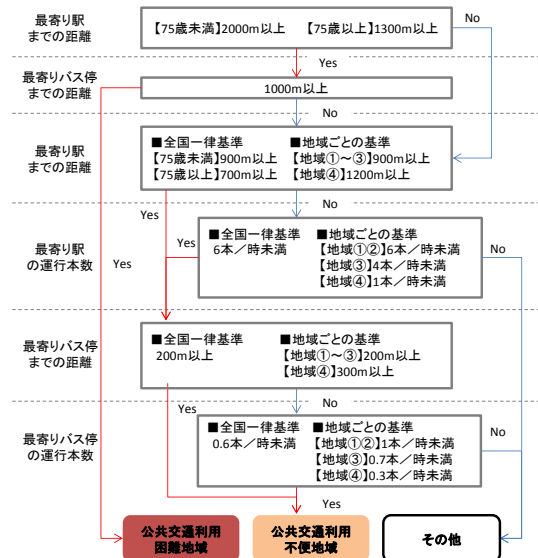 最寄り駅
までの距離
【75歳未満】2000m以上 【75歳以上】1300m以上
No
Yes
最寄りバス停
までの距離
1000m以上
No
最寄り駅
までの距離
■全国一律基準 ■地域ごとの基準
【75歳未満】900m以上 【地域①～③】900m以上
【75歳以上】700m以上 【地域④】1200m以上
Yes
No
最寄り駅
の運行本数
Yes
Yes
■全国一律基準 ■地域ごとの基準
6本／時未満 【地域①②】6本／時未満
【地域③】4本／時未満
【地域④】1本／時未満
No
最寄りバス停
までの距離
■全国一律基準 ■地域ごとの基準
200m以上 【地域①～③】200m以上
【地域④】300m以上
Yes
No
最寄りバス停
の運行本数
■全国一律基準 ■地域ごとの基準
0.6本／時未満 【地域①②】1本／時未満
【地域③】0.7本／時未満
【地域④】0.3本／時未満
No
Yes
公共交通利用
困難地域
公共交通利用
不便地域
その他